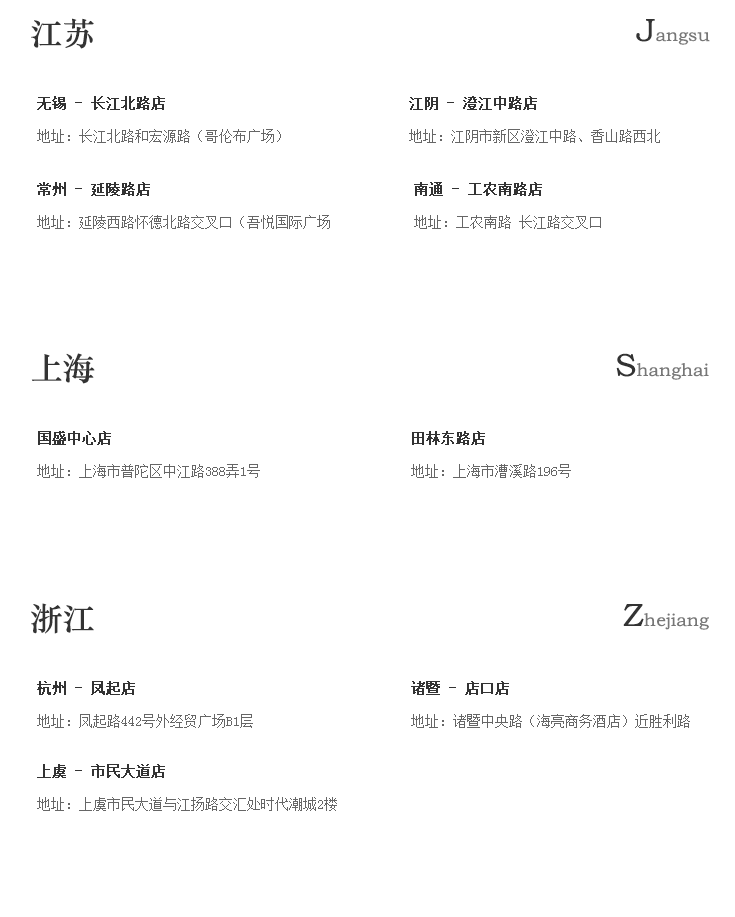 江苏 Jangsu
无锡 - 长江北路店 江阴 - 澄江中路店
地址：长江北路和宏源路（哥伦布广场） 地址：江阴市新区澄江中路、香山路西北
常州 - 延陵路店 南通 - 工农南路店
地址：延陵西路怀德北路交叉口（吾悦国际广场 地址：工农南路 长江路交叉口
上海 Shanghai
国盛中心店 田林东路店
地址：上海市普陀区中江路388弄1号 地址：上海市漕溪路196号
浙江 Zhejiang
杭州 - 凤起店 诸暨 - 店口店
地址：凤起路442号外经贸广场B1层 地址：诸暨中央路（海亮商务酒店）近胜利路
上虞 - 市民大道店
地址：上虞市民大道与江扬路交汇处时代潮城2楼